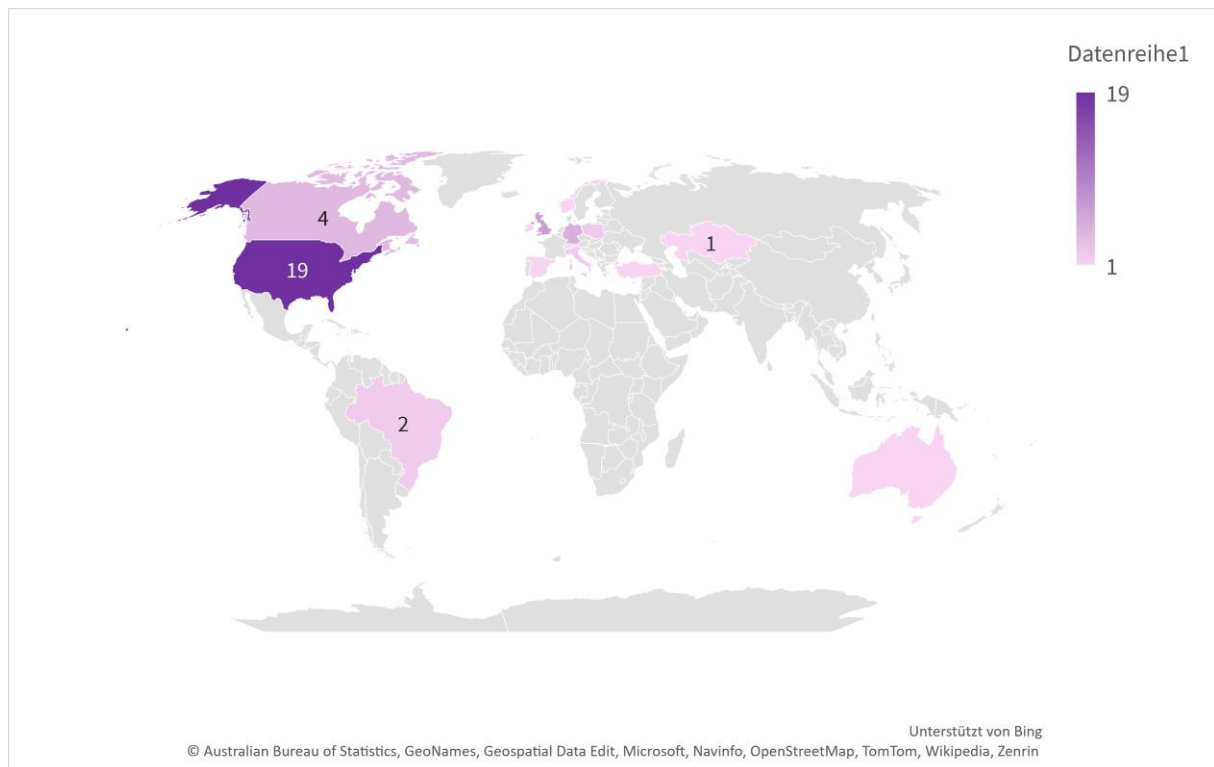 Datenreihe1
19
1
4
19
1
2
Unterstützt von Bing
© Australian Bureau of Statistics, GeoNames, Geospatial Data Edit, Microsoft, Navinfo, OpenStreetMap, TomTom, Wikipedia, Zenrin